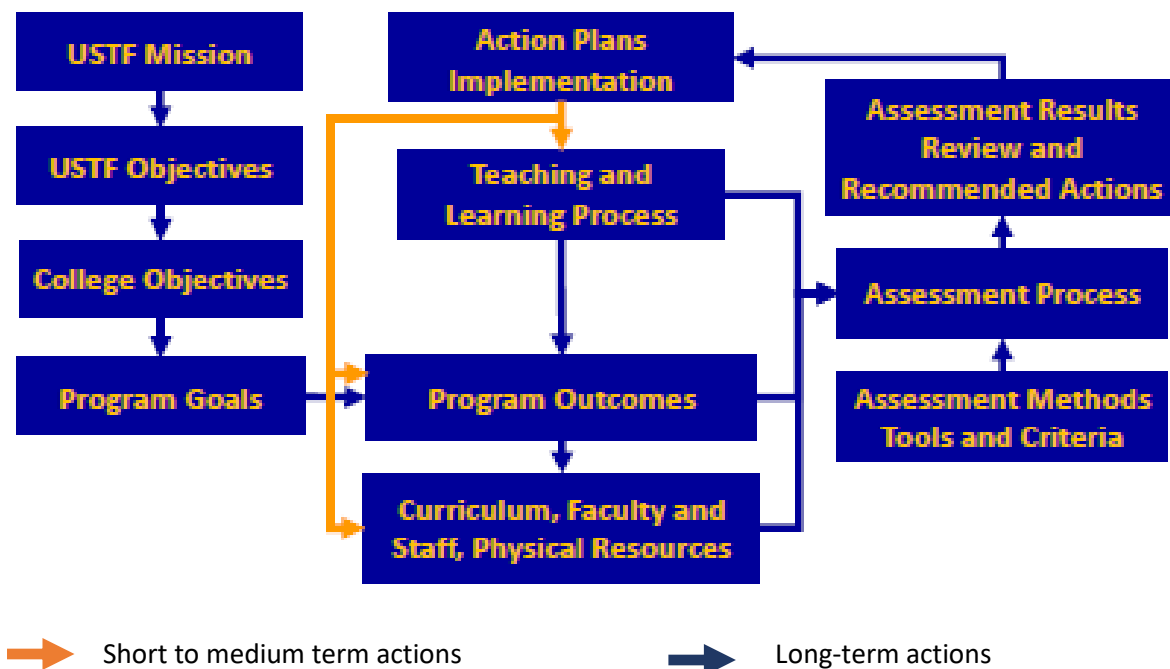 USTF Mission
USTF Objectives
College Objectives
Program Goals
Action Plans
Implementation
Teaching and
Learning Process
Program Outcomes
Curriculum, Faculty and
Staff, Physical Resources
Assessment Results
Review and
Recommended Actions
Assessment Process
Assessment Methods
Tools and Criteria
Short to medium term actions
Long-term actions